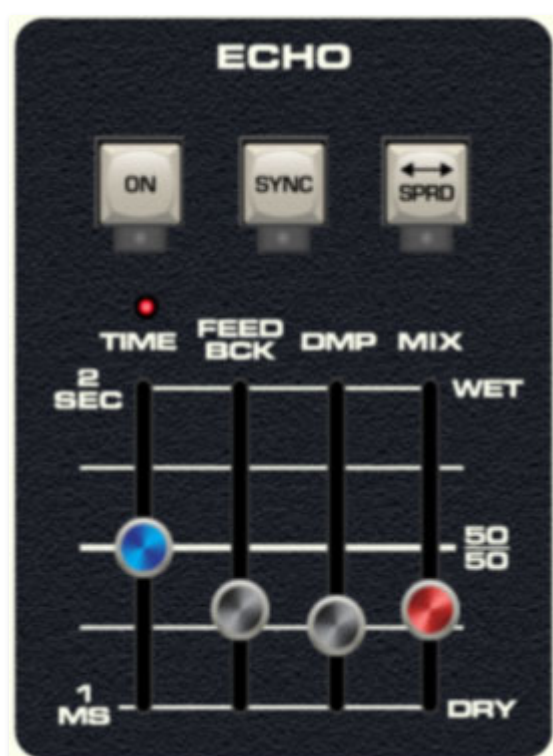 ECHO
ON SYNC SPRD
TIME FEED BCK DMP MIX
2 SEC WET
50
50
1 MS DRY